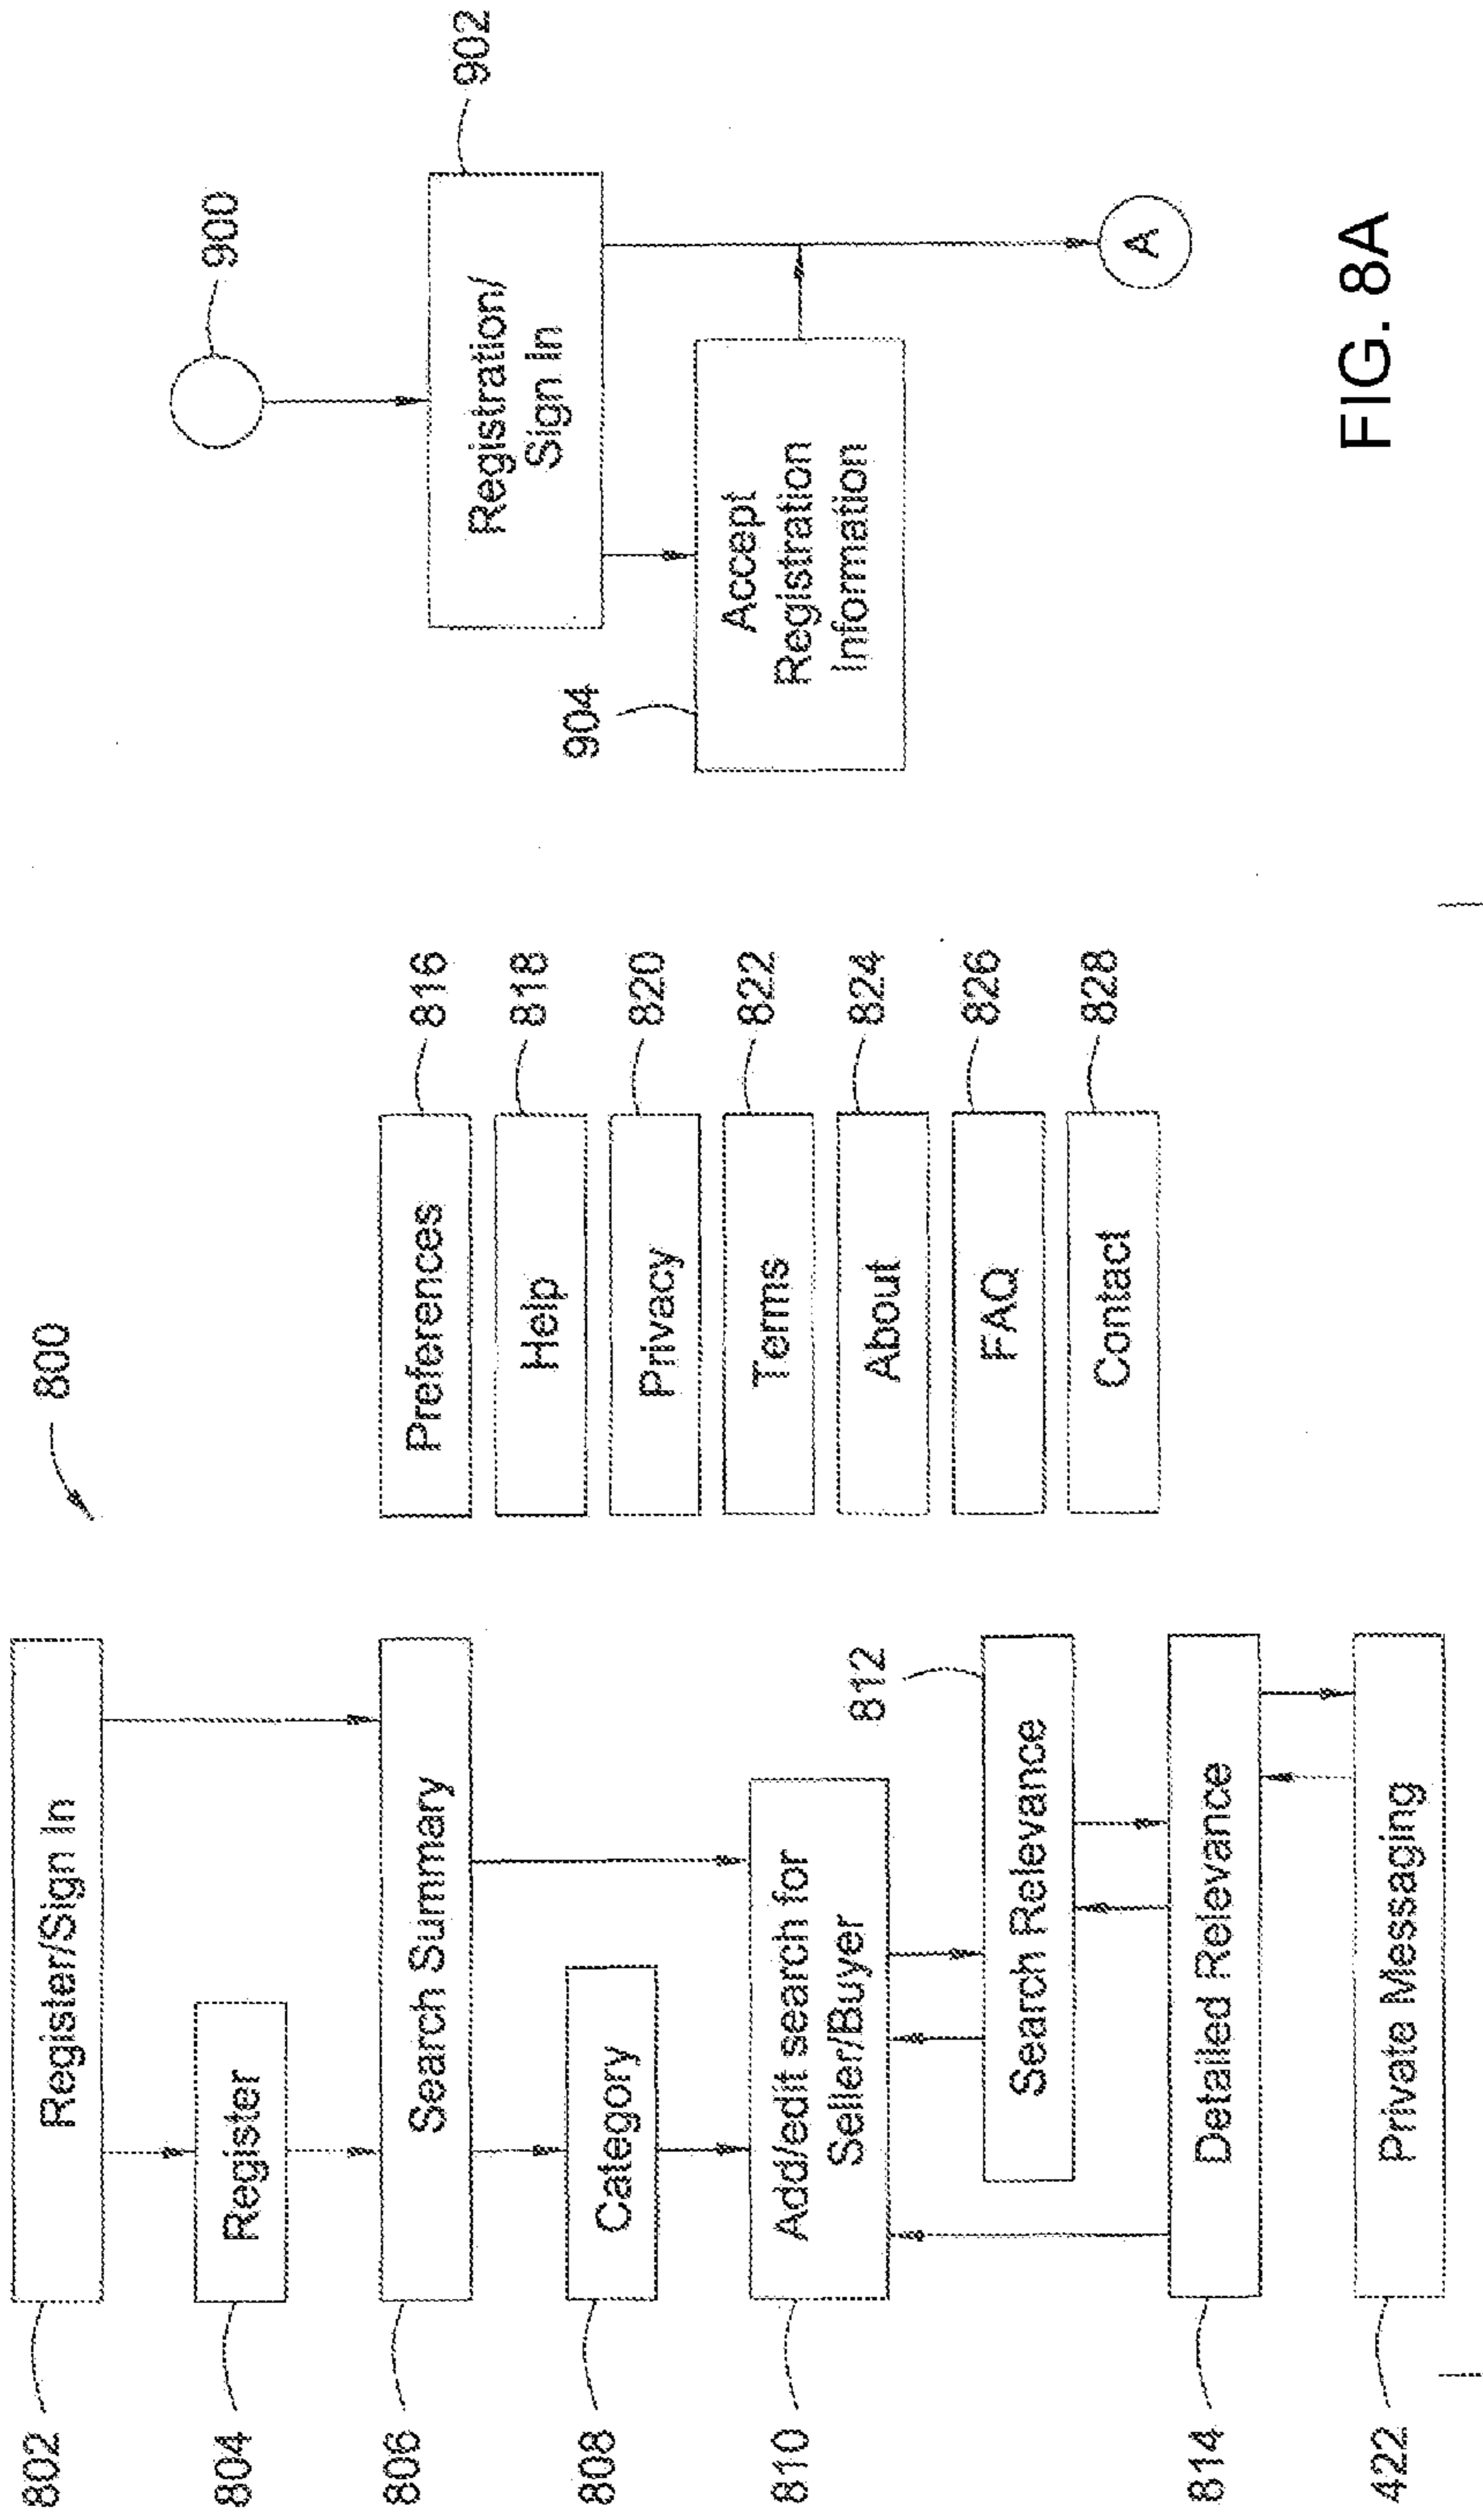 800
802
Register/Sign In
804
Register
806
Search Summary
808
Category
810
Add/edit search for
Seller/Buyer
812
Search Relevance
814
Detailed Relevance
422
Private Messaging
Preferences
816
Help
818
Privacy
820
Terms
822
About
824
FAQ
826
Contact
828
900
Registration/
Sign In
902
904
Accept
Registration
Information
A
FIG. 8A